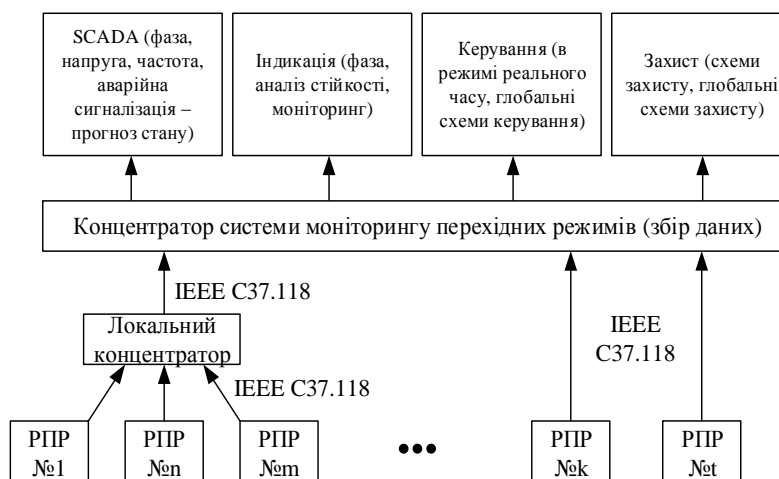 SCADA (фаза,
напруга, частота,
аварійна
сигналізація –
прогноз стану)
Індикація (фаза,
аналіз стійкості,
моніторинг)
Керування (в
режимі реального
часу, глобальні
схеми керування)
Захист (схеми
захисту, глобальні
схеми захисту)
Концентратор системи моніторингу перехідних режимів (збір даних)
IEEE C37.118
Локальний
концентратор
IEEE
C37.118
IEEE C37.118
РПР
№1
РПР
№n
РПР
№m
•••
РПР
№k
РПР
№t